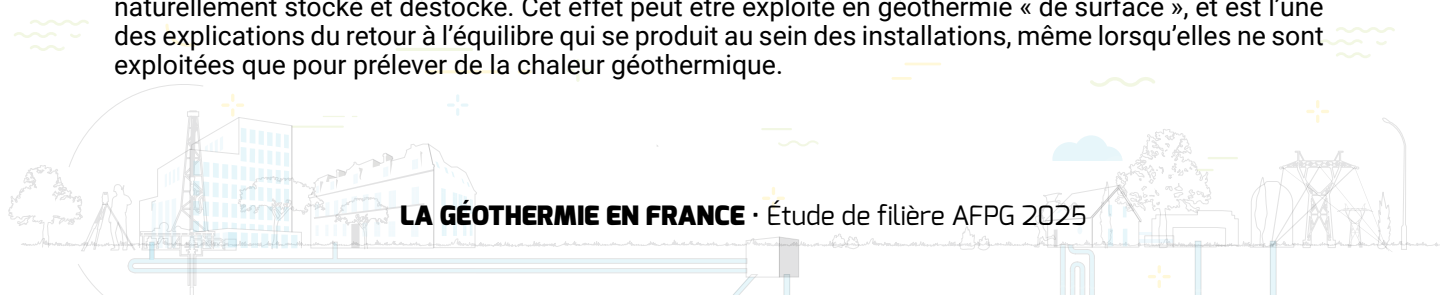 naturellement stocké et déstocké. Cet effet peut être exploité en géothermie « de surface », et est l'une
des explications du retour à l'équilibre qui se produit au sein des installations, même lorsqu'elles ne sont
exploitées que pour prélever de la chaleur géothermique.
LA GÉOTHERMIE EN FRANCE • Étude de filière AFPG 2025